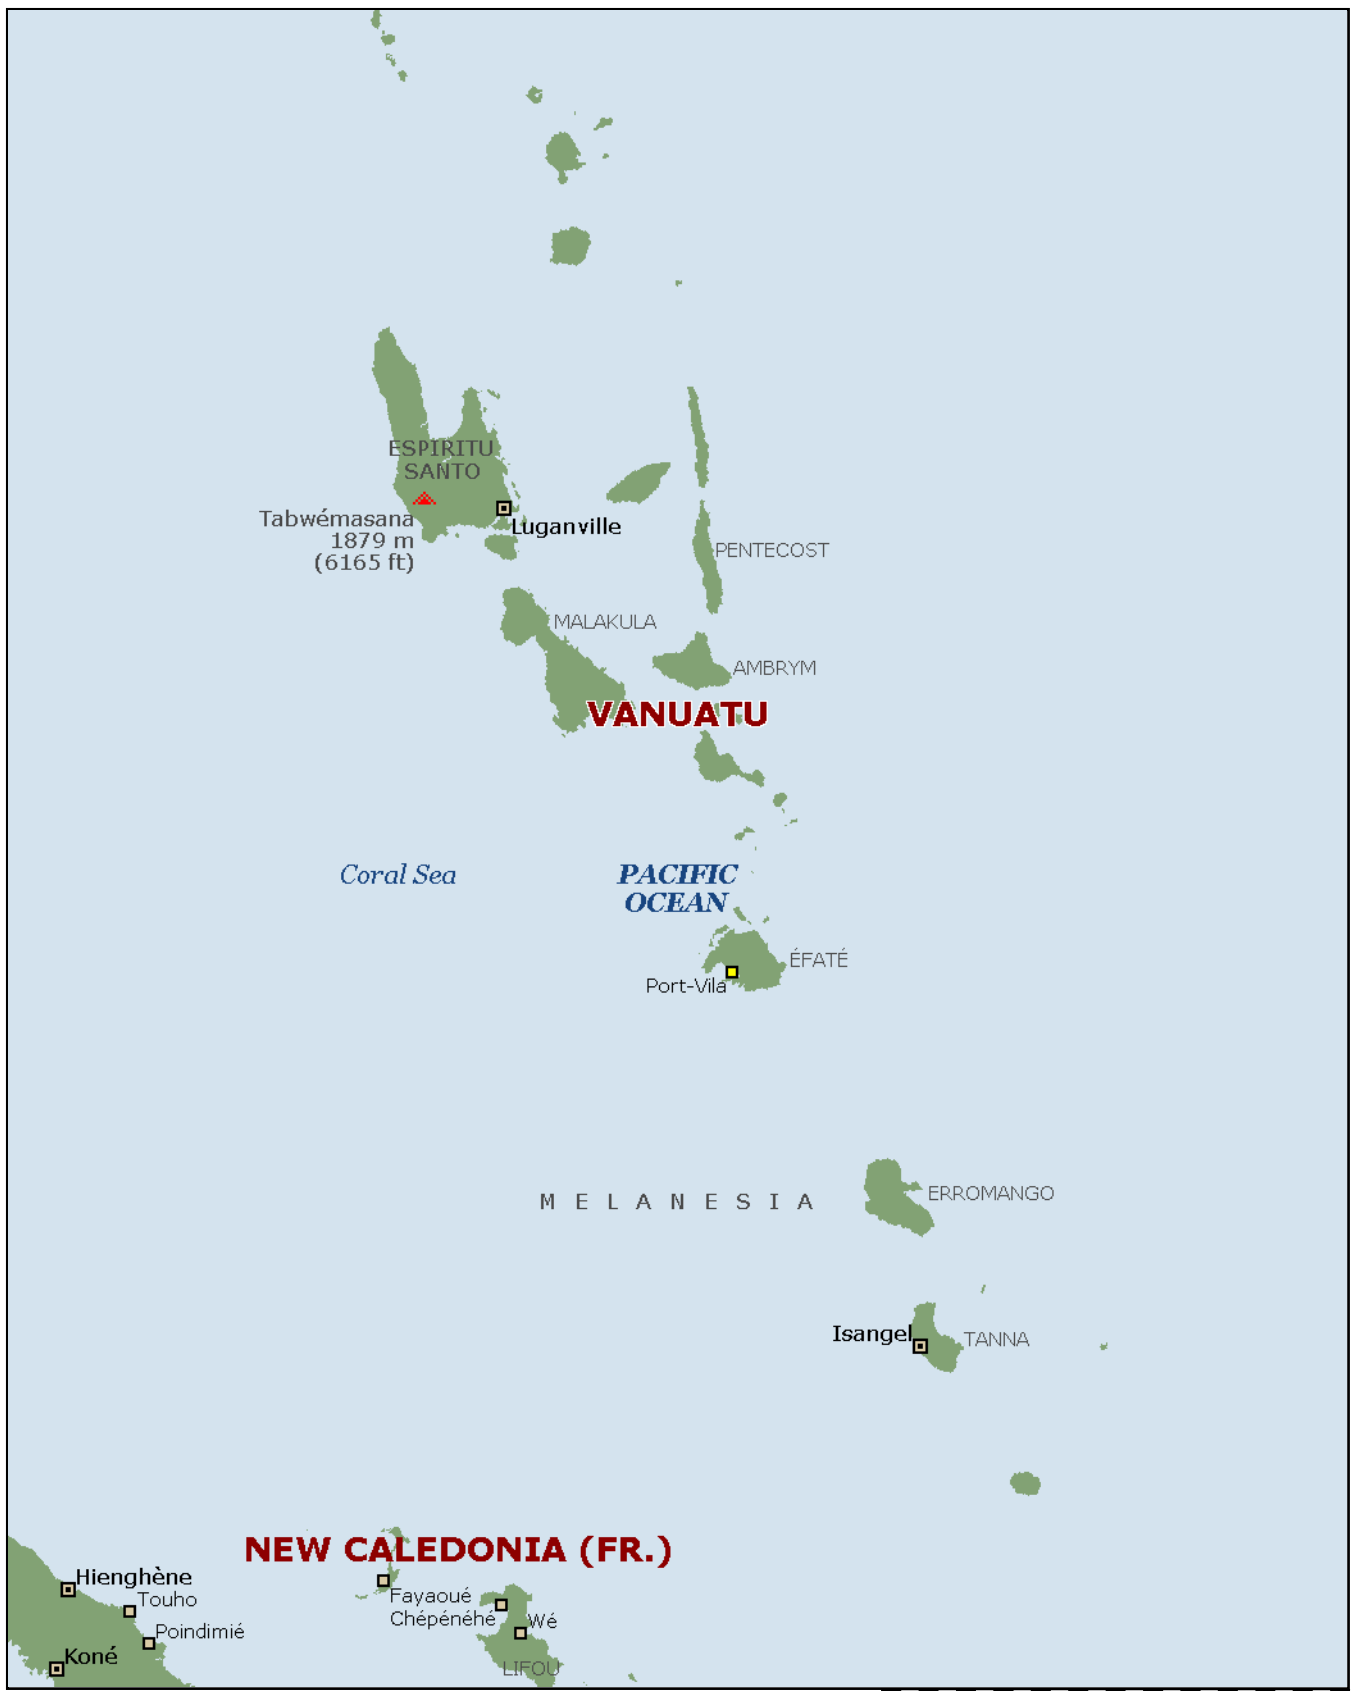 ESPIRITU
SANTO
Tabwémasana
1879 m
(6165 ft)
Luganville
PENTECOST
MALAKULA
AMBRYM
VANUATU
Coral Sea
PACIFIC
OCEAN
ÉFATÉ
Port-Vila
MELANESIA
ERROMANGO
Isangel
TANNA
NEW CALEDONIA (FR.)
Hienghène
Touho
Poindimié
Koné
Fayaoué
Chépénéhé
Wé
LIFOU